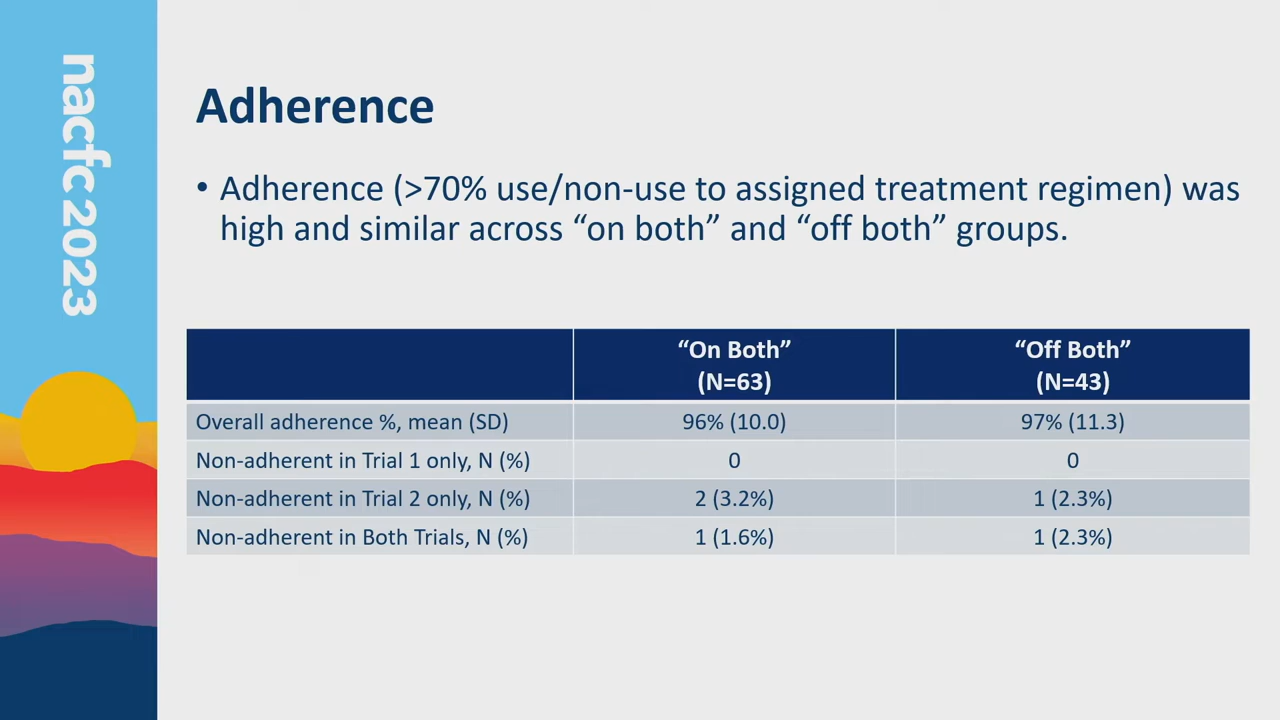 nacfc 2023
Adherence
• Adherence (>70% use/non-use to assigned treatment regimen) was
high and similar across “on both” and “off both” groups.
“On Both” “Off Both”
(N=63) (N=43)
Overall adherence %, mean (SD) 96% (10.0) 97% (11.3)
Non-adherent in Trial 1 only, N (%) 0 0
Non-adherent in Trial 2 only, N (%) 2 (3.2%) 1 (2.3%)
Non-adherent in Both Trials, N (%) 1 (1.6%) 1 (2.3%)